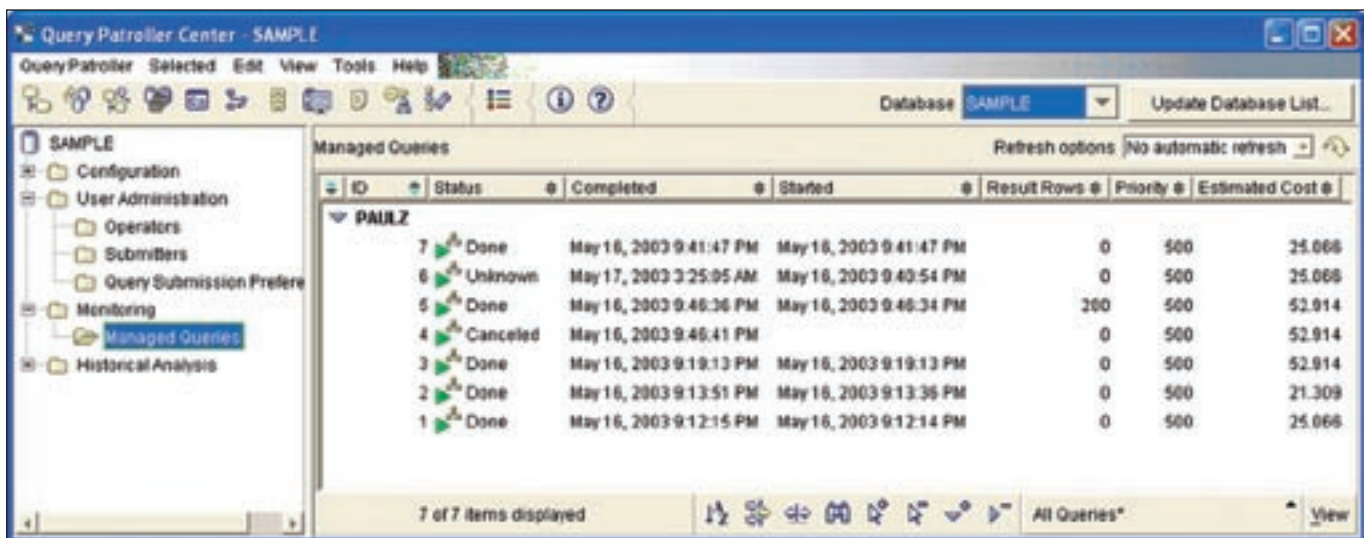 Query Patroller Center - SAMPLE
Query Patroller Selected Edit View Tools Help
Database SAMPLE Update Database List...
SAMPLE
Configuration
User Administration
Operators
Submitters
Query Submission Prefere
Monitoring
Managed Queries
Historical Analysis
Managed Queries Refresh options No automatic refresh
ID Status Completed Started Result Rows Priority Estimated Cost
PAULZ
7 Done May 16, 2003 9:41:47 PM May 16, 2003 9:41:47 PM 0 500 25.066
6 Unknown May 17, 2003 3:25:05 AM May 16, 2003 9:40:54 PM 0 500 25.066
5 Done May 16, 2003 9:46:36 PM May 16, 2003 9:46:34 PM 200 500 52.914
4 Canceled May 16, 2003 9:46:41 PM 0 500 52.914
3 Done May 16, 2003 9:19:13 PM May 16, 2003 9:19:13 PM 0 500 52.914
2 Done May 16, 2003 9:13:51 PM May 16, 2003 9:13:36 PM 0 500 21.309
1 Done May 16, 2003 9:12:15 PM May 16, 2003 9:12:14 PM 0 500 25.066
7 of 7 items displayed All Queries* View